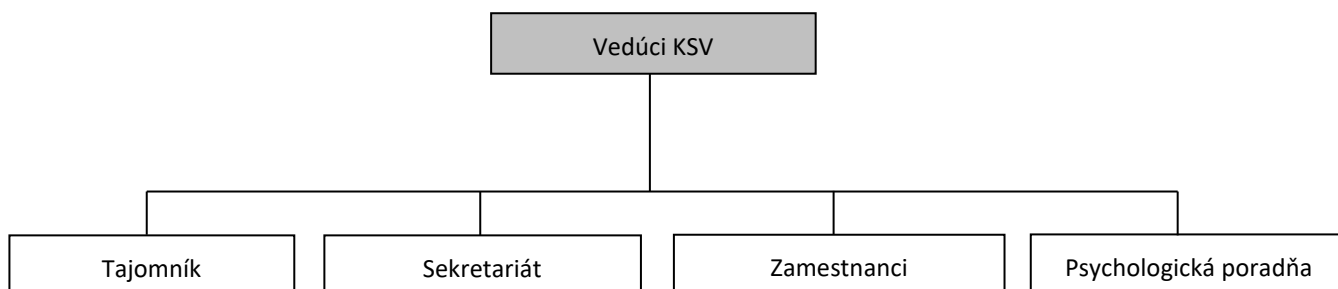 Vedúci KSV
Tajomník
Sekretariát
Zamestnanci
Psychologická poradňa